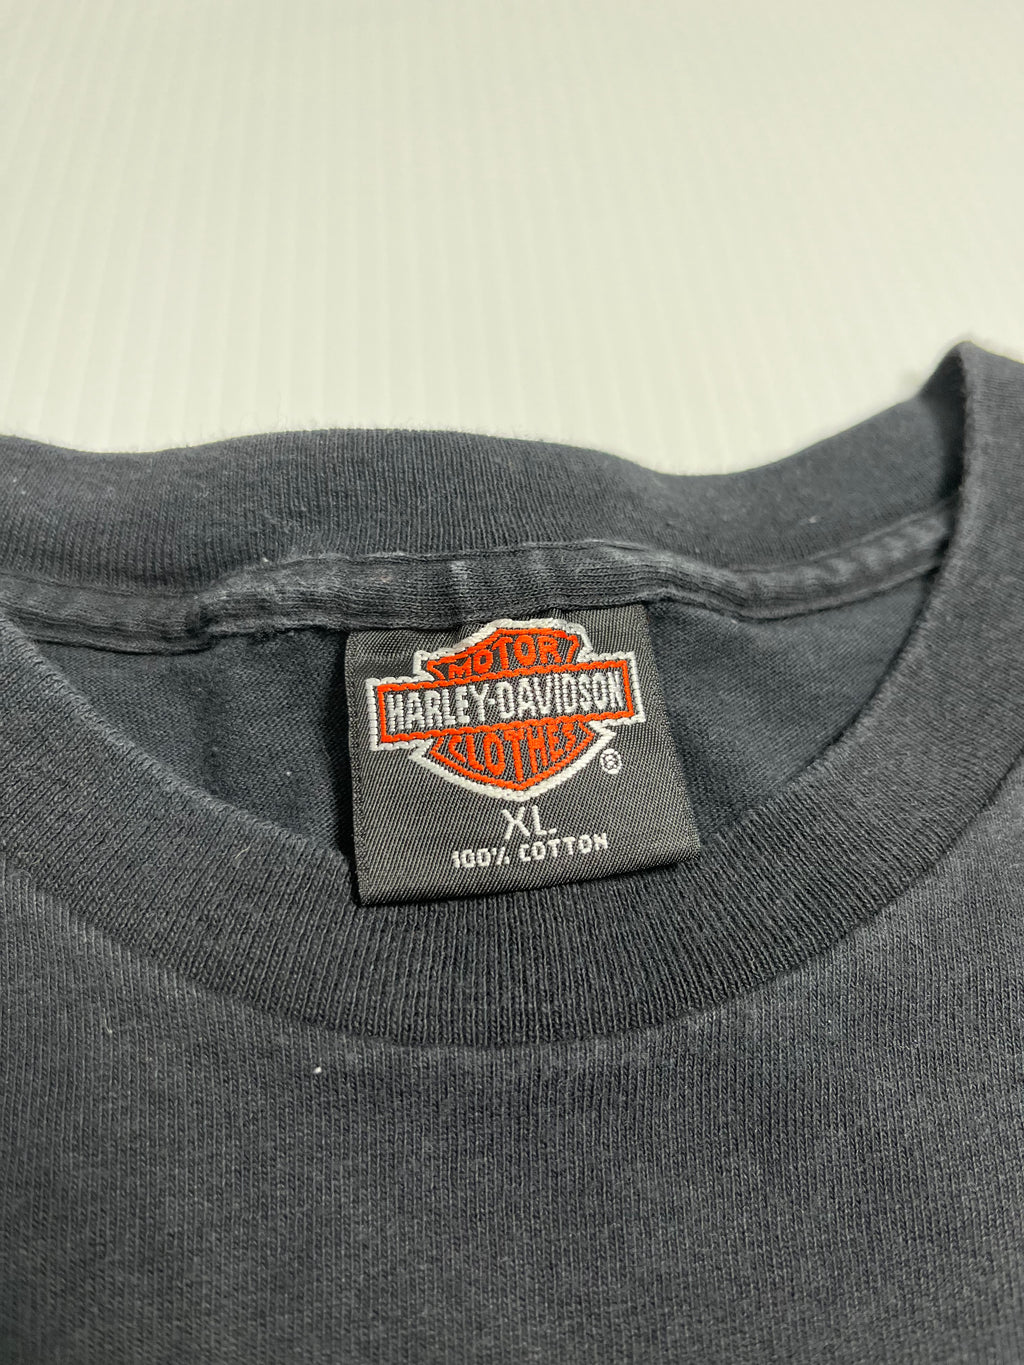 MOTOR
HARLEY-DAVIDSON
CLOTHES
®
XL
100% COTTON